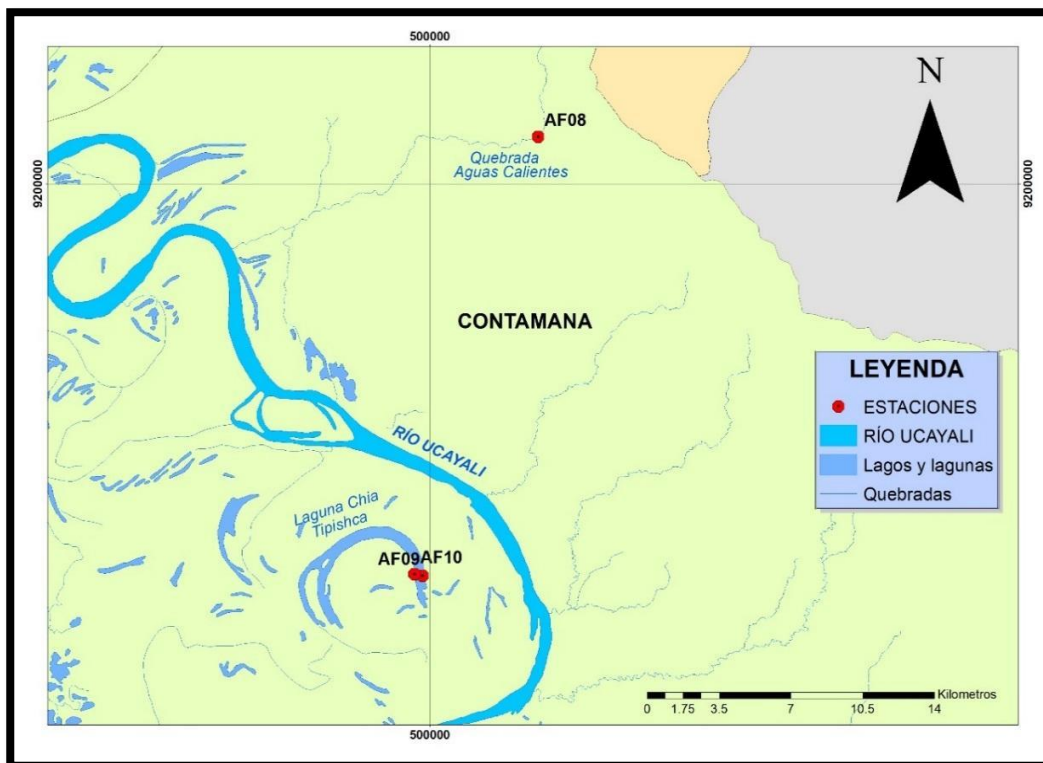 500000
N
AF08
Quebrada
Aguas Calientes
9200000
9200000
CONTAMANA
LEYENDA
ESTACIONES
RÍO UCAYALI
Lagos y lagunas
Quebradas
RÍO UCAYALI
Laguna Chia
Tipishca
AF09AF10
Kilometros
0 1.75 3.5 7 10.5 14
500000